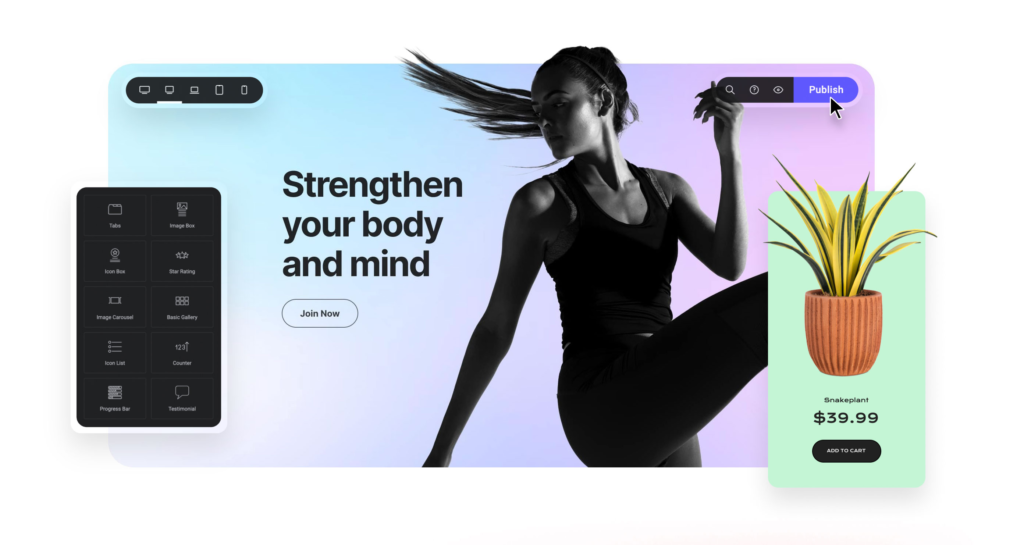 Publish
Strengthen
your body
and mind
Join Now
Tabs
Image Box
Icon Box
Star Rating
Image Carousel
Basic Gallery
Icon List
123
Counter
Progress Bar
Testimonial
Snakeplant
$39.99
ADD TO CART